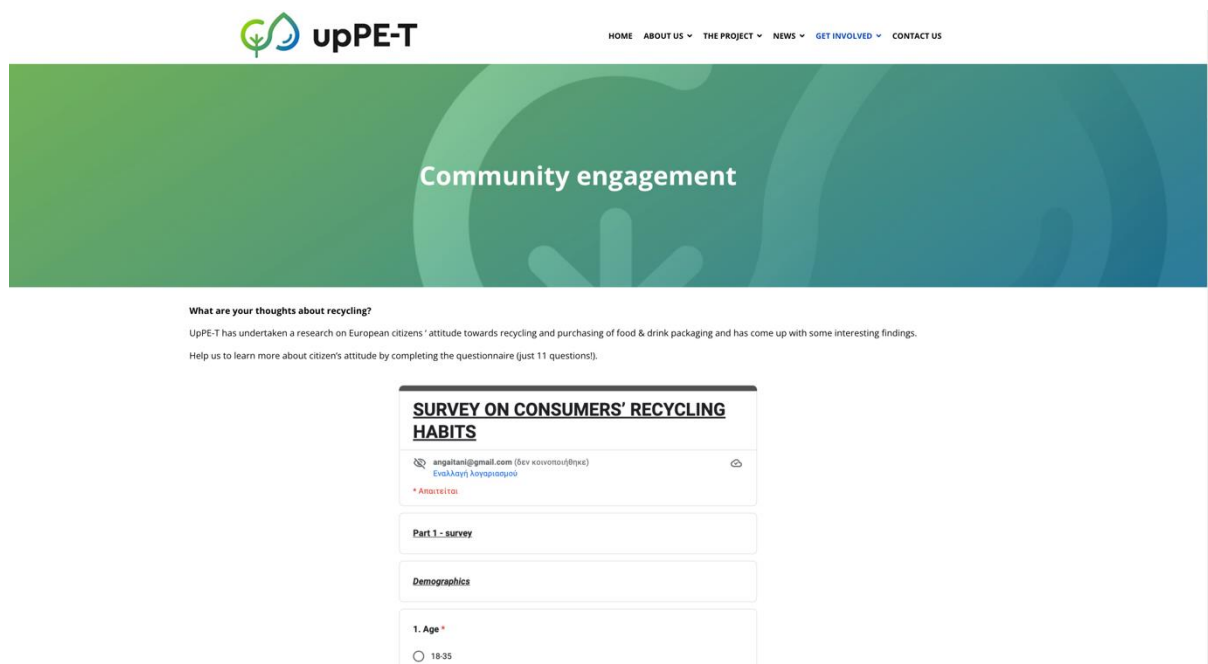 upPE-T
HOME ABOUT US THE PROJECT NEWS GET INVOLVED CONTACT US
Community engagement
What are your thoughts about recycling?
UpPE-T has undertaken a research on European citizens ' attitude towards recycling and purchasing of food & drink packaging and has come up with some interesting findings.
Help us to learn more about citizen's attitude by completing the questionnaire (just 11 questions!).
SURVEY ON CONSUMERS' RECYCLING
HABITS
angaitani@gmail.com (δεν κοινοποιήθηκε)
Εναλλαγή λογαριασμού
* Απαιτείται
Part 1 - survey
Demographics
1. Age *
18-35